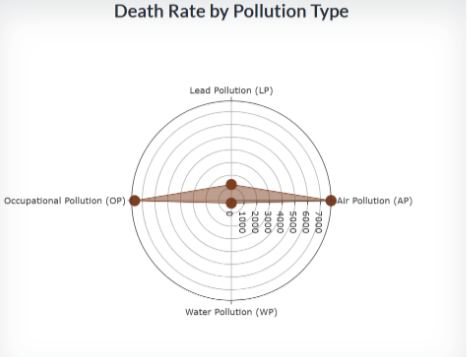 Death Rate by Pollution Type
Lead Pollution (LP)
Occupational Pollution (OP)
Air Pollution (AP)
0
1000
2000
3000
4000
5000
6000
7000
Water Pollution (WP)